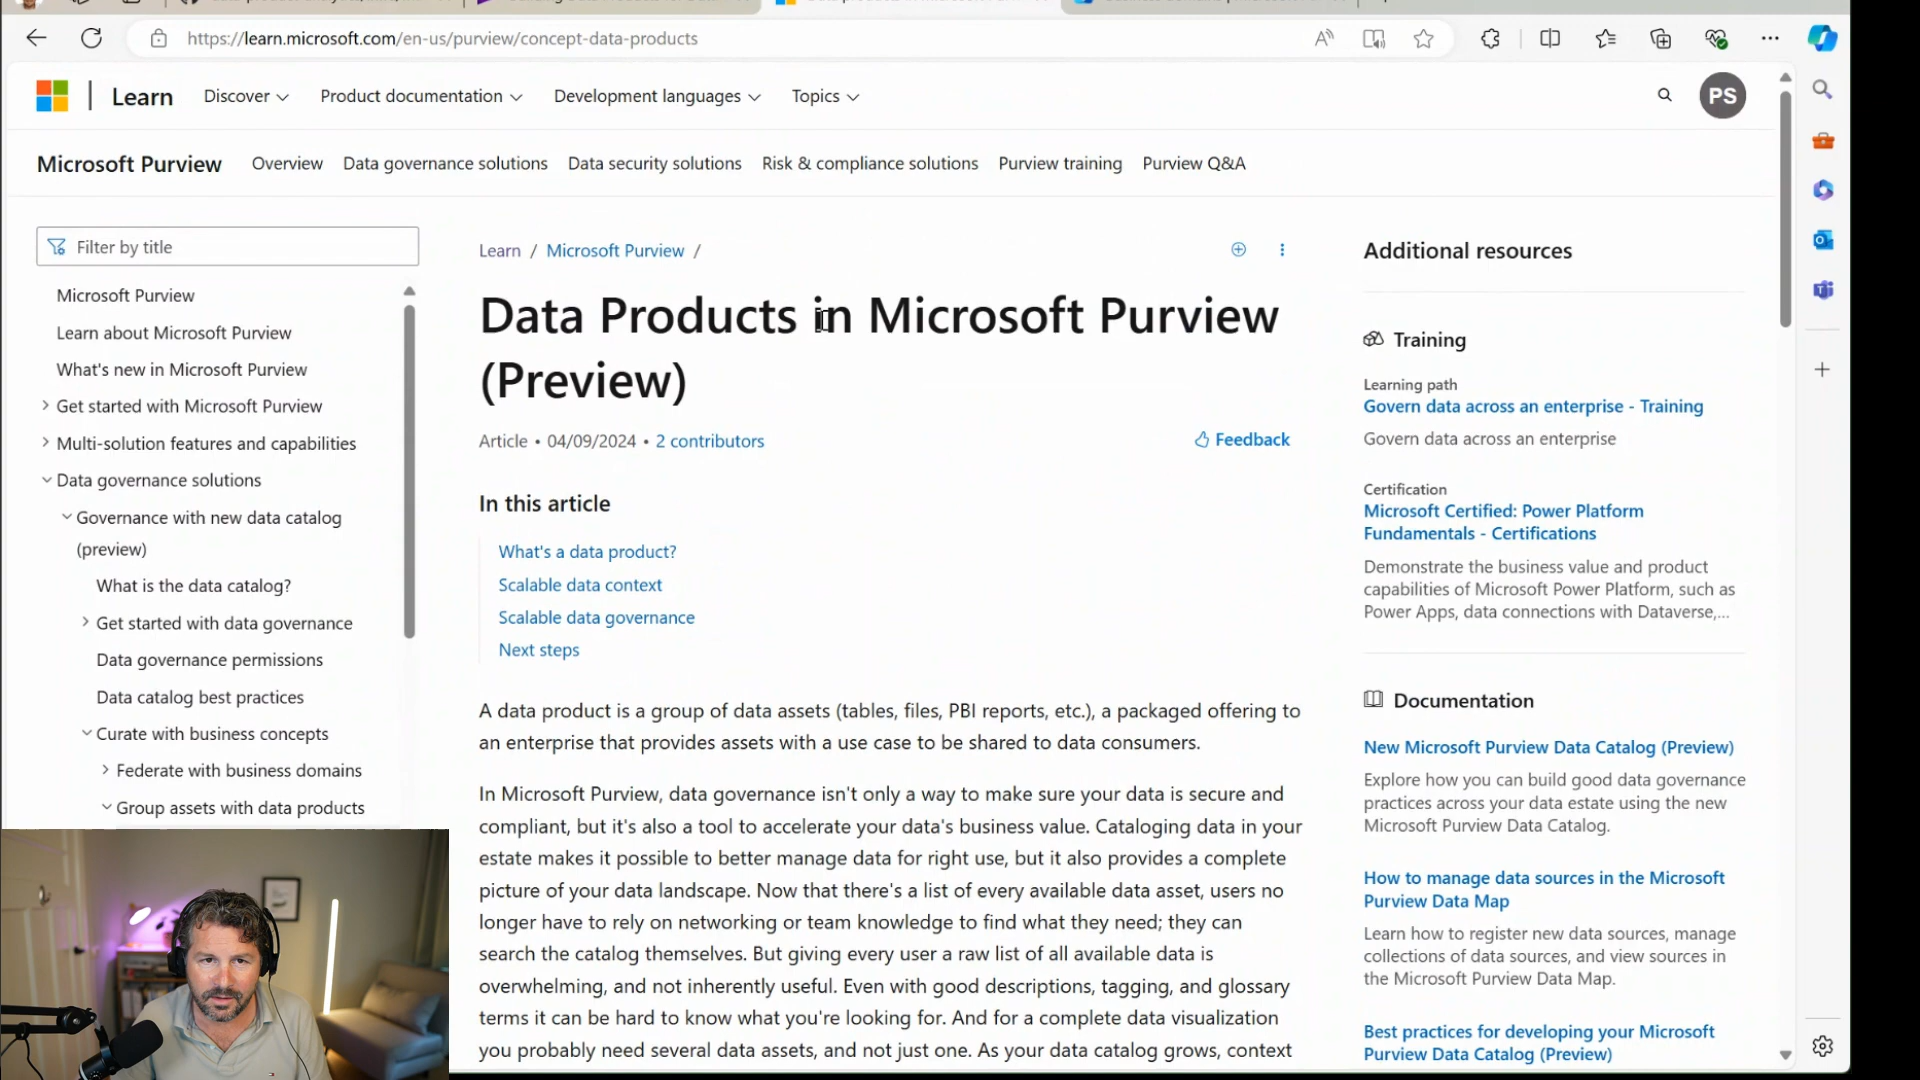 https://learn.microsoft.com/en-us/purview/concept-data-products
Learn
Discover
Product documentation
Development languages
Topics
PS
Microsoft Purview
Overview
Data governance solutions
Data security solutions
Risk & compliance solutions
Purview training
Purview Q&A
Filter by title
Microsoft Purview
Learn about Microsoft Purview
What's new in Microsoft Purview
Get started with Microsoft Purview
Multi-solution features and capabilities
Data governance solutions
Governance with new data catalog
(preview)
What is the data catalog?
Get started with data governance
Data governance permissions
Data catalog best practices
Curate with business concepts
Federate with business domains
Group assets with data products
Learn / Microsoft Purview /
Data Products in Microsoft Purview
(Preview)
Article • 04/09/2024 • 2 contributors
Feedback
In this article
What's a data product?
Scalable data context
Scalable data governance
Next steps
A data product is a group of data assets (tables, files, PBI reports, etc.), a packaged offering to
an enterprise that provides assets with a use case to be shared to data consumers.
In Microsoft Purview, data governance isn't only a way to make sure your data is secure and
compliant, but it's also a tool to accelerate your data's business value. Cataloging data in your
estate makes it possible to better manage data for right use, but it also provides a complete
picture of your data landscape. Now that there's a list of every available data asset, users no
longer have to rely on networking or team knowledge to find what they need; they can
search the catalog themselves. But giving every user a raw list of all available data is
overwhelming, and not inherently useful. Even with good descriptions, tagging, and glossary
terms it can be hard to know what you're looking for. And for a complete data visualization
you probably need several data assets, and not just one. As your data catalog grows, context
Additional resources
Training
Learning path
Govern data across an enterprise - Training
Govern data across an enterprise
Certification
Microsoft Certified: Power Platform
Fundamentals - Certifications
Demonstrate the business value and product
capabilities of Microsoft Power Platform, such as
Power Apps, data connections with Dataverse,...
Documentation
New Microsoft Purview Data Catalog (Preview)
Explore how you can build good data governance
practices across your data estate using the new
Microsoft Purview Data Catalog.
How to manage data sources in the Microsoft
Purview Data Map
Learn how to register new data sources, manage
collections of data sources, and view sources in
the Microsoft Purview Data Map.
Best practices for developing your Microsoft
Purview Data Catalog (Preview)